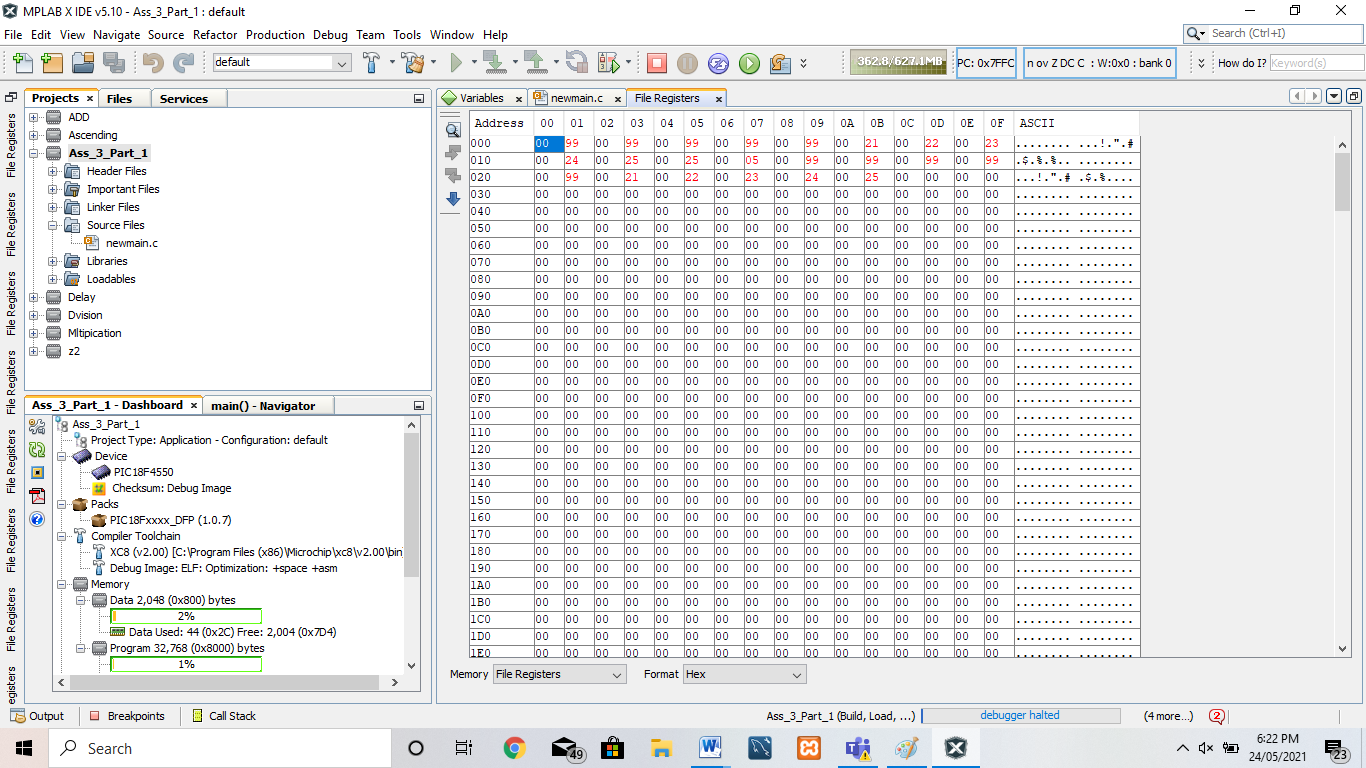 MPLAB X IDE v5.10 - Ass_3_Part_1 : default
File Edit View Navigate Source Refactor Production Debug Team Tools Window Help
Search (Ctrl+I)
default
362.8/627.1MB
PC: 0x7FFC
n ov Z DC C : W:0x0 : bank 0
How do I?
Keyword(s)
Projects
Files
Services
ADD
Ascending
Ass_3_Part_1
Header Files
Important Files
Linker Files
Source Files
newmain.c
Libraries
Loadables
Delay
Dvision
Mltipication
z2
File Registers
File Registers
File Registers
File Registers
File Registers
File Registers
File Registers
egisters
Ass_3_Part_1 - Dashboard
main() - Navigator
Ass_3_Part_1
Project Type: Application - Configuration: default
Device
PIC18F4550
Checksum: Debug Image
Packs
PIC18Fxxxx_DFP (1.0.7)
Compiler Toolchain
XC8 (v2.00) [C:\Program Files (x86)\Microchip\xc8\v2.00\bin
Debug Image: ELF: Optimization: +space +asm
Memory
Data 2,048 (0x800) bytes
2%
Data Used: 44 (0x2C) Free: 2,004 (0x7D4)
Program 32,768 (0x8000) bytes
1%
Variables
newmain.c
File Registers
Address 00 01 02 03 04 05 06 07 08 09 0A 0B 0C 0D 0E 0F ASCII
000 00 99 00 99 00 99 00 99 00 99 00 21 00 22 00 23 ........ ...!.".#
010 00 24 00 25 00 25 00 05 00 99 00 99 00 99 00 99 .$.%.%.. ........
020 00 99 00 21 00 22 00 23 00 24 00 25 00 00 00 00 ...!.".# .$.%....
030 00 00 00 00 00 00 00 00 00 00 00 00 00 00 00 00 ........ ........
040 00 00 00 00 00 00 00 00 00 00 00 00 00 00 00 00 ........ ........
050 00 00 00 00 00 00 00 00 00 00 00 00 00 00 00 00 ........ ........
060 00 00 00 00 00 00 00 00 00 00 00 00 00 00 00 00 ........ ........
070 00 00 00 00 00 00 00 00 00 00 00 00 00 00 00 00 ........ ........
080 00 00 00 00 00 00 00 00 00 00 00 00 00 00 00 00 ........ ........
090 00 00 00 00 00 00 00 00 00 00 00 00 00 00 00 00 ........ ........
0A0 00 00 00 00 00 00 00 00 00 00 00 00 00 00 00 00 ........ ........
0B0 00 00 00 00 00 00 00 00 00 00 00 00 00 00 00 00 ........ ........
0C0 00 00 00 00 00 00 00 00 00 00 00 00 00 00 00 00 ........ ........
0D0 00 00 00 00 00 00 00 00 00 00 00 00 00 00 00 00 ........ ........
0E0 00 00 00 00 00 00 00 00 00 00 00 00 00 00 00 00 ........ ........
0F0 00 00 00 00 00 00 00 00 00 00 00 00 00 00 00 00 ........ ........
100 00 00 00 00 00 00 00 00 00 00 00 00 00 00 00 00 ........ ........
110 00 00 00 00 00 00 00 00 00 00 00 00 00 00 00 00 ........ ........
120 00 00 00 00 00 00 00 00 00 00 00 00 00 00 00 00 ........ ........
130 00 00 00 00 00 00 00 00 00 00 00 00 00 00 00 00 ........ ........
140 00 00 00 00 00 00 00 00 00 00 00 00 00 00 00 00 ........ ........
150 00 00 00 00 00 00 00 00 00 00 00 00 00 00 00 00 ........ ........
160 00 00 00 00 00 00 00 00 00 00 00 00 00 00 00 00 ........ ........
170 00 00 00 00 00 00 00 00 00 00 00 00 00 00 00 00 ........ ........
180 00 00 00 00 00 00 00 00 00 00 00 00 00 00 00 00 ........ ........
190 00 00 00 00 00 00 00 00 00 00 00 00 00 00 00 00 ........ ........
1A0 00 00 00 00 00 00 00 00 00 00 00 00 00 00 00 00 ........ ........
1B0 00 00 00 00 00 00 00 00 00 00 00 00 00 00 00 00 ........ ........
1C0 00 00 00 00 00 00 00 00 00 00 00 00 00 00 00 00 ........ ........
1D0 00 00 00 00 00 00 00 00 00 00 00 00 00 00 00 00 ........ ........
1E0 00 00 00 00 00 00 00 00 00 00 00 00 00 00 00 00 ........ ........
Memory File Registers Format Hex
Output Breakpoints Call Stack
Ass_3_Part_1 (Build, Load, ...)
debugger halted
(4 more...)
2
Search
49
6:22 PM
24/05/2021
23